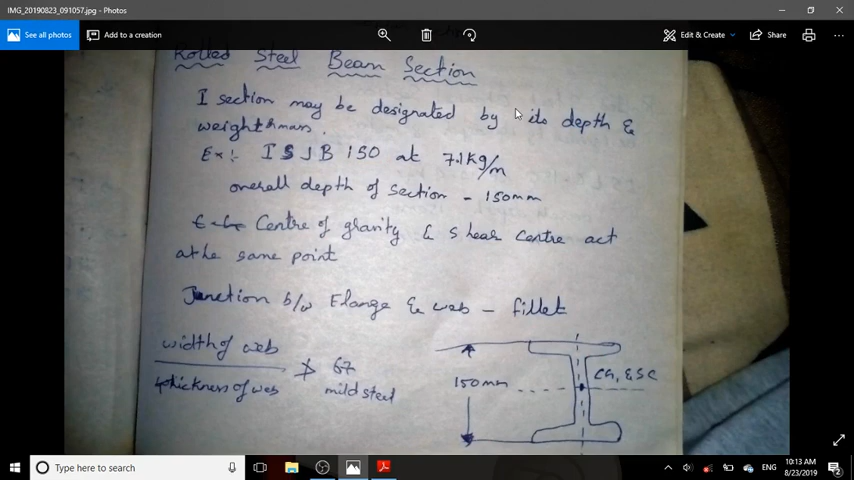 IMG_20190823_091057.jpg - Photos
See all photos
Add to a creation
Edit & Create
Share
Rolled Steel Beam Section
I section may be designated by its depth &
weight mass.
Ex:- ISJB 150 at 7.1Kg/m
overall depth of section - 150mm
Centre of gravity & shear centre act
at the same point
Junction b/w Flange & web - fillet
width of web
thickness of web
≯ 67
mild steel
150mm
CG, & SC
Type here to search
ENG
10:13 AM
8/23/2019
2